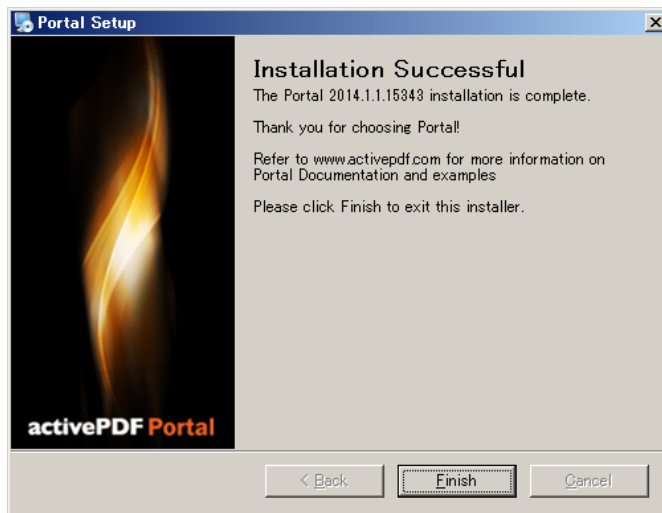 Portal Setup
Installation Successful
The Portal 2014.1.1.15343 installation is complete.
Thank you for choosing Portal!
Refer to www.activepdf.com for more information on
Portal Documentation and examples
Please click Finish to exit this installer.
activePDF Portal
< Back
Finish
Cancel